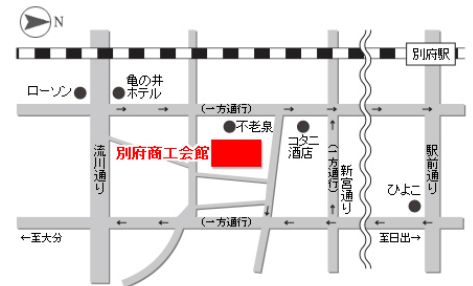 N
別府駅
ローソン
亀の井
ホテル
(一方通行)
不老泉
コタニ
酒店
別府商工会館
流川通り
(一方通行)
新宮通り
駅前通り
ひよこ
(一方通行)
←至大分
至日出→